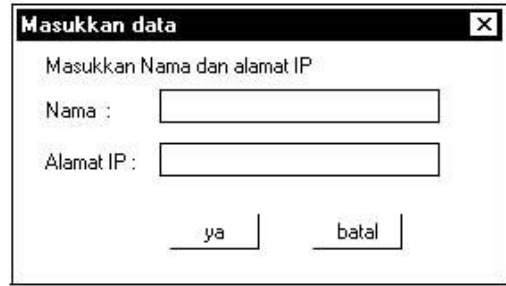 Masukkan data X
Masukkan Nama dan alamat IP
Nama :
Alamat IP :
ya batal